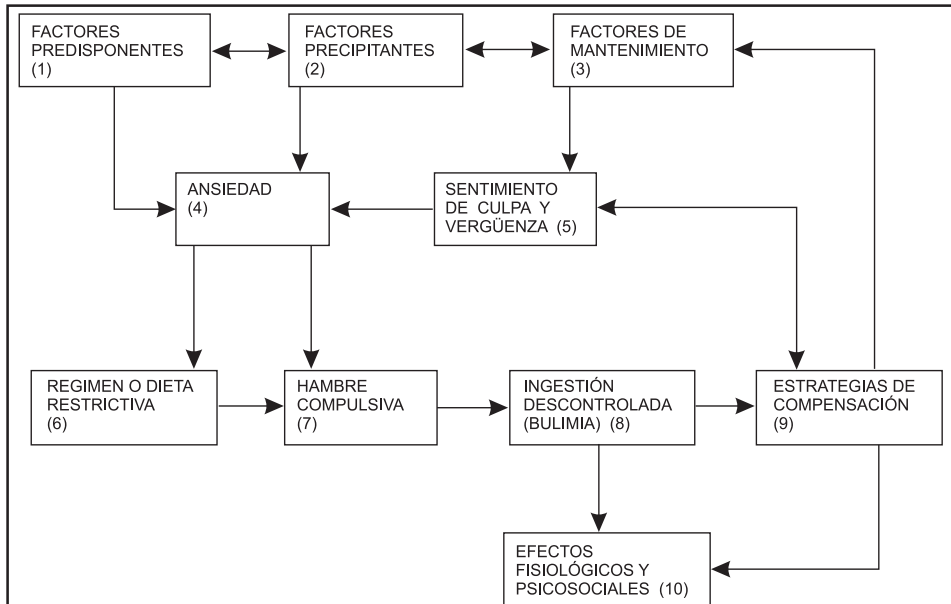 FACTORES
PREDISPONENTES
(1)
FACTORES
PRECIPITANTES
(2)
FACTORES DE
MANTENIMIENTO
(3)
ANSIEDAD
(4)
SENTIMIENTO
DE CULPA Y
VERGÜENZA (5)
REGIMEN O DIETA
RESTRICTIVA
(6)
HAMBRE
COMPULSIVA
(7)
INGESTIÓN
DESCONTROLADA
(BULIMIA) (8)
ESTRATEGIAS DE
COMPENSACIÓN
(9)
EFECTOS
FISIOLÓGICOS Y
PSICOSOCIALES (10)